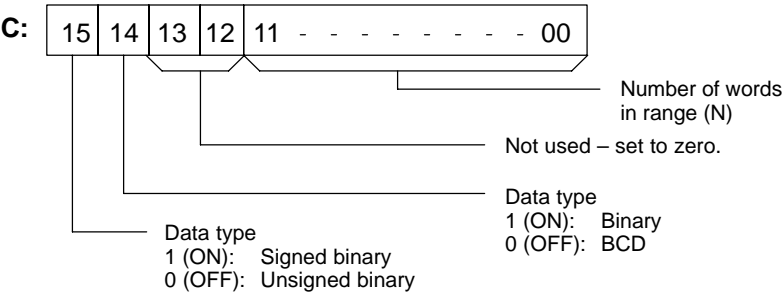 C: 15 14 13 12 11 - - - - - - - - 00
Number of words
in range (N)
Not used – set to zero.
Data type
1 (ON): Binary
0 (OFF): BCD
Data type
1 (ON): Signed binary
0 (OFF): Unsigned binary